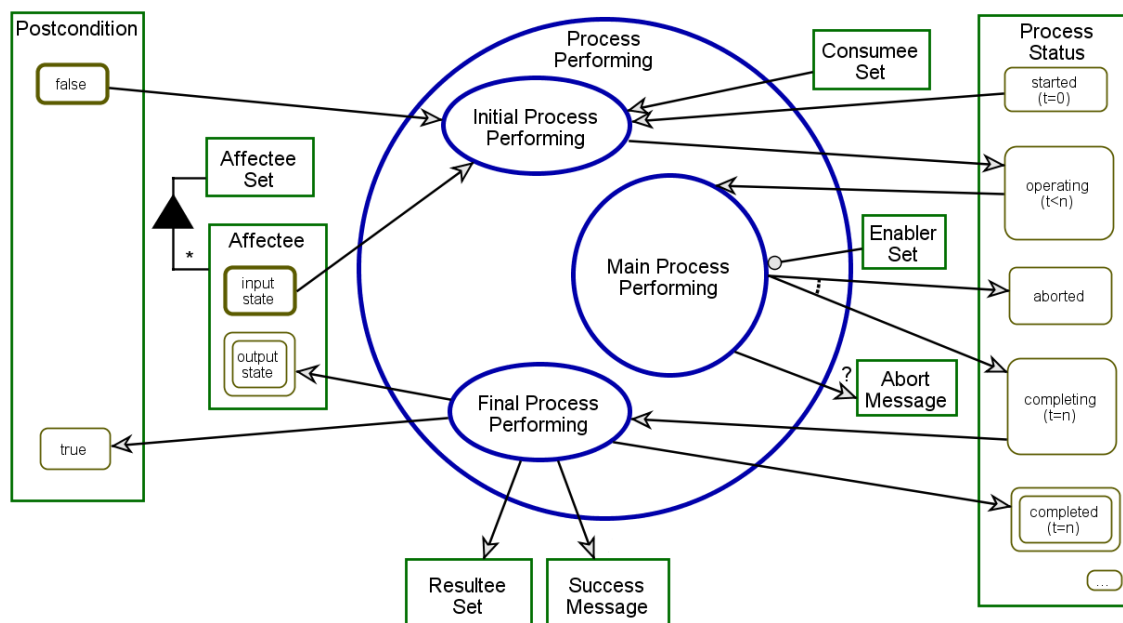 Postcondition
false
true
Affectee
Set
*
Affectee
input
state
output
state
Process
Performing
Initial Process
Performing
Main Process
Performing
Final Process
Performing
Consumee
Set
Enabler
Set
?
Abort
Message
Resultee
Set
Success
Message
Process
Status
started
(t=0)
operating
(t<n)
aborted
completing
(t=n)
completed
(t=n)
...